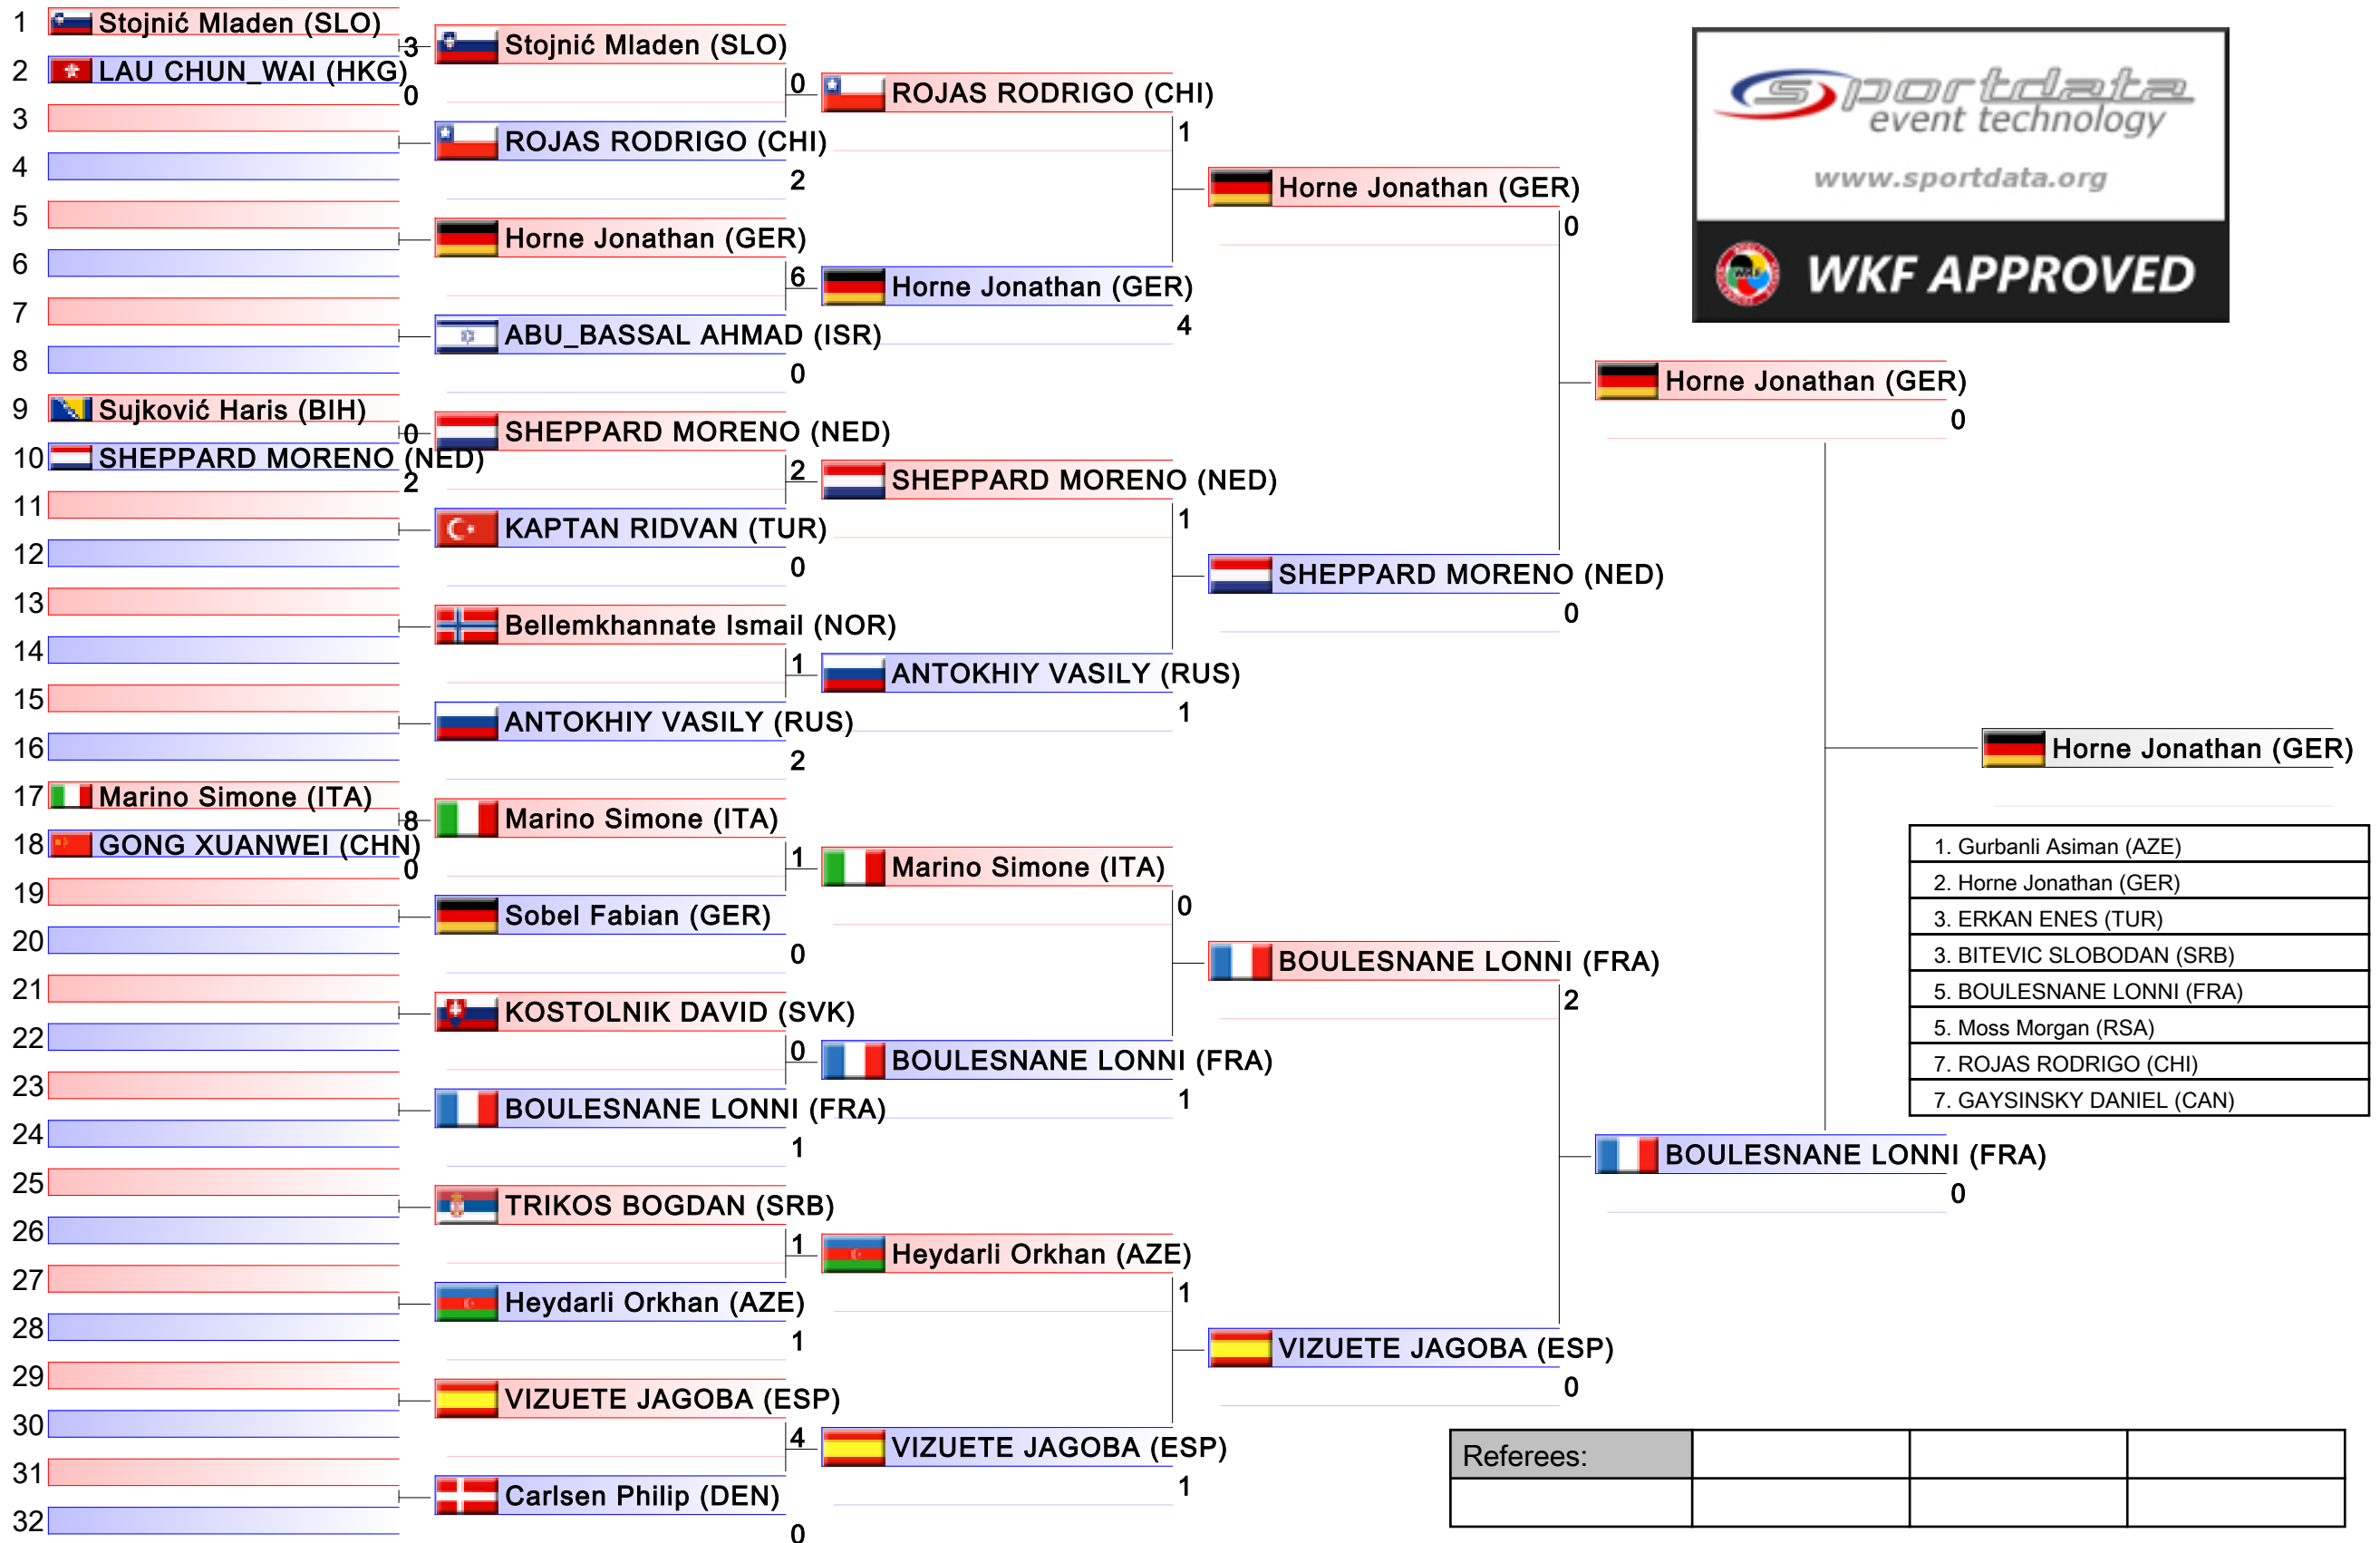 1 Stojnić Mladen (SLO)
3
2 LAU CHUN_WAI (HKG)
0
3
4
5
6
7
8
9 Sujković Haris (BIH)
0
10 SHEPPARD MORENO (NED)
2
11
12
13
14
15
16
17 Marino Simone (ITA)
8
18 GONG XUANWEI (CHN)
0
19
20
21
22
23
24
25
26
27
28
29
30
31
32
Stojnić Mladen (SLO)
0
ROJAS RODRIGO (CHI)
2
Horne Jonathan (GER)
6
ABU_BASSAL AHMAD (ISR)
0
SHEPPARD MORENO (NED)
2
KAPTAN RIDVAN (TUR)
0
Bellemkhannate Ismail (NOR)
1
ANTOKHIY VASILY (RUS)
2
Marino Simone (ITA)
1
Sobel Fabian (GER)
0
KOSTOLNIK DAVID (SVK)
0
BOULESNANE LONNI (FRA)
1
TRIKOS BOGDAN (SRB)
1
Heydarli Orkhan (AZE)
1
VIZUETE JAGOBA (ESP)
4
Carlsen Philip (DEN)
0
ROJAS RODRIGO (CHI)
1
Horne Jonathan (GER)
4
SHEPPARD MORENO (NED)
1
ANTOKHIY VASILY (RUS)
1
Marino Simone (ITA)
0
BOULESNANE LONNI (FRA)
1
Heydarli Orkhan (AZE)
1
VIZUETE JAGOBA (ESP)
1
Horne Jonathan (GER)
0
SHEPPARD MORENO (NED)
0
BOULESNANE LONNI (FRA)
2
VIZUETE JAGOBA (ESP)
0
Horne Jonathan (GER)
0
BOULESNANE LONNI (FRA)
0
Horne Jonathan (GER)
sportdata
event technology
www.sportdata.org
WKF
WKF APPROVED
1. Gurbanli Asiman (AZE)
2. Horne Jonathan (GER)
3. ERKAN ENES (TUR)
3. BITEVIC SLOBODAN (SRB)
5. BOULESNANE LONNI (FRA)
5. Moss Morgan (RSA)
7. ROJAS RODRIGO (CHI)
7. GAYSINSKY DANIEL (CAN)
Referees: